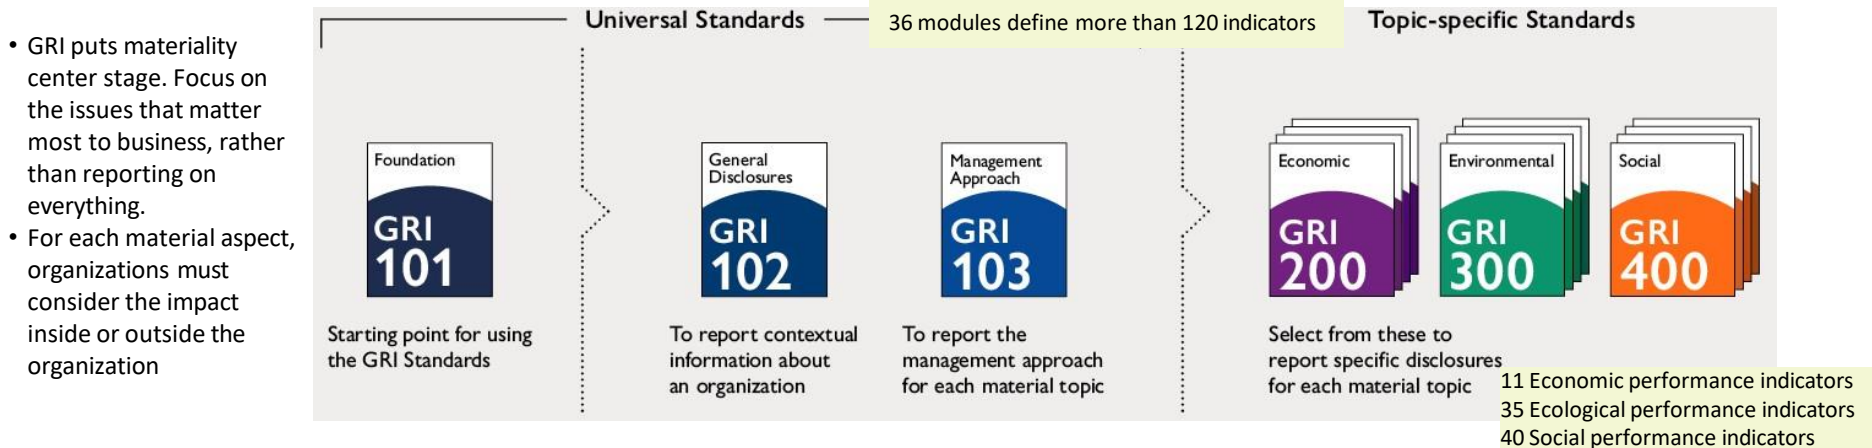 • GRI puts materiality
center stage. Focus on
the issues that matter
most to business, rather
than reporting on
everything.
• For each material aspect,
organizations must
consider the impact
inside or outside the
organization
Universal Standards
36 modules define more than 120 indicators
Topic-specific Standards
Foundation
GRI
101
Starting point for using
the GRI Standards
General
Disclosures
GRI
102
To report contextual
information about
an organization
Management
Approach
GRI
103
To report the
management approach
for each material topic
Economic
GRI
200
Environmental
GRI
300
Social
GRI
400
Select from these to
report specific disclosures
for each material topic
11 Economic performance indicators
35 Ecological performance indicators
40 Social performance indicators